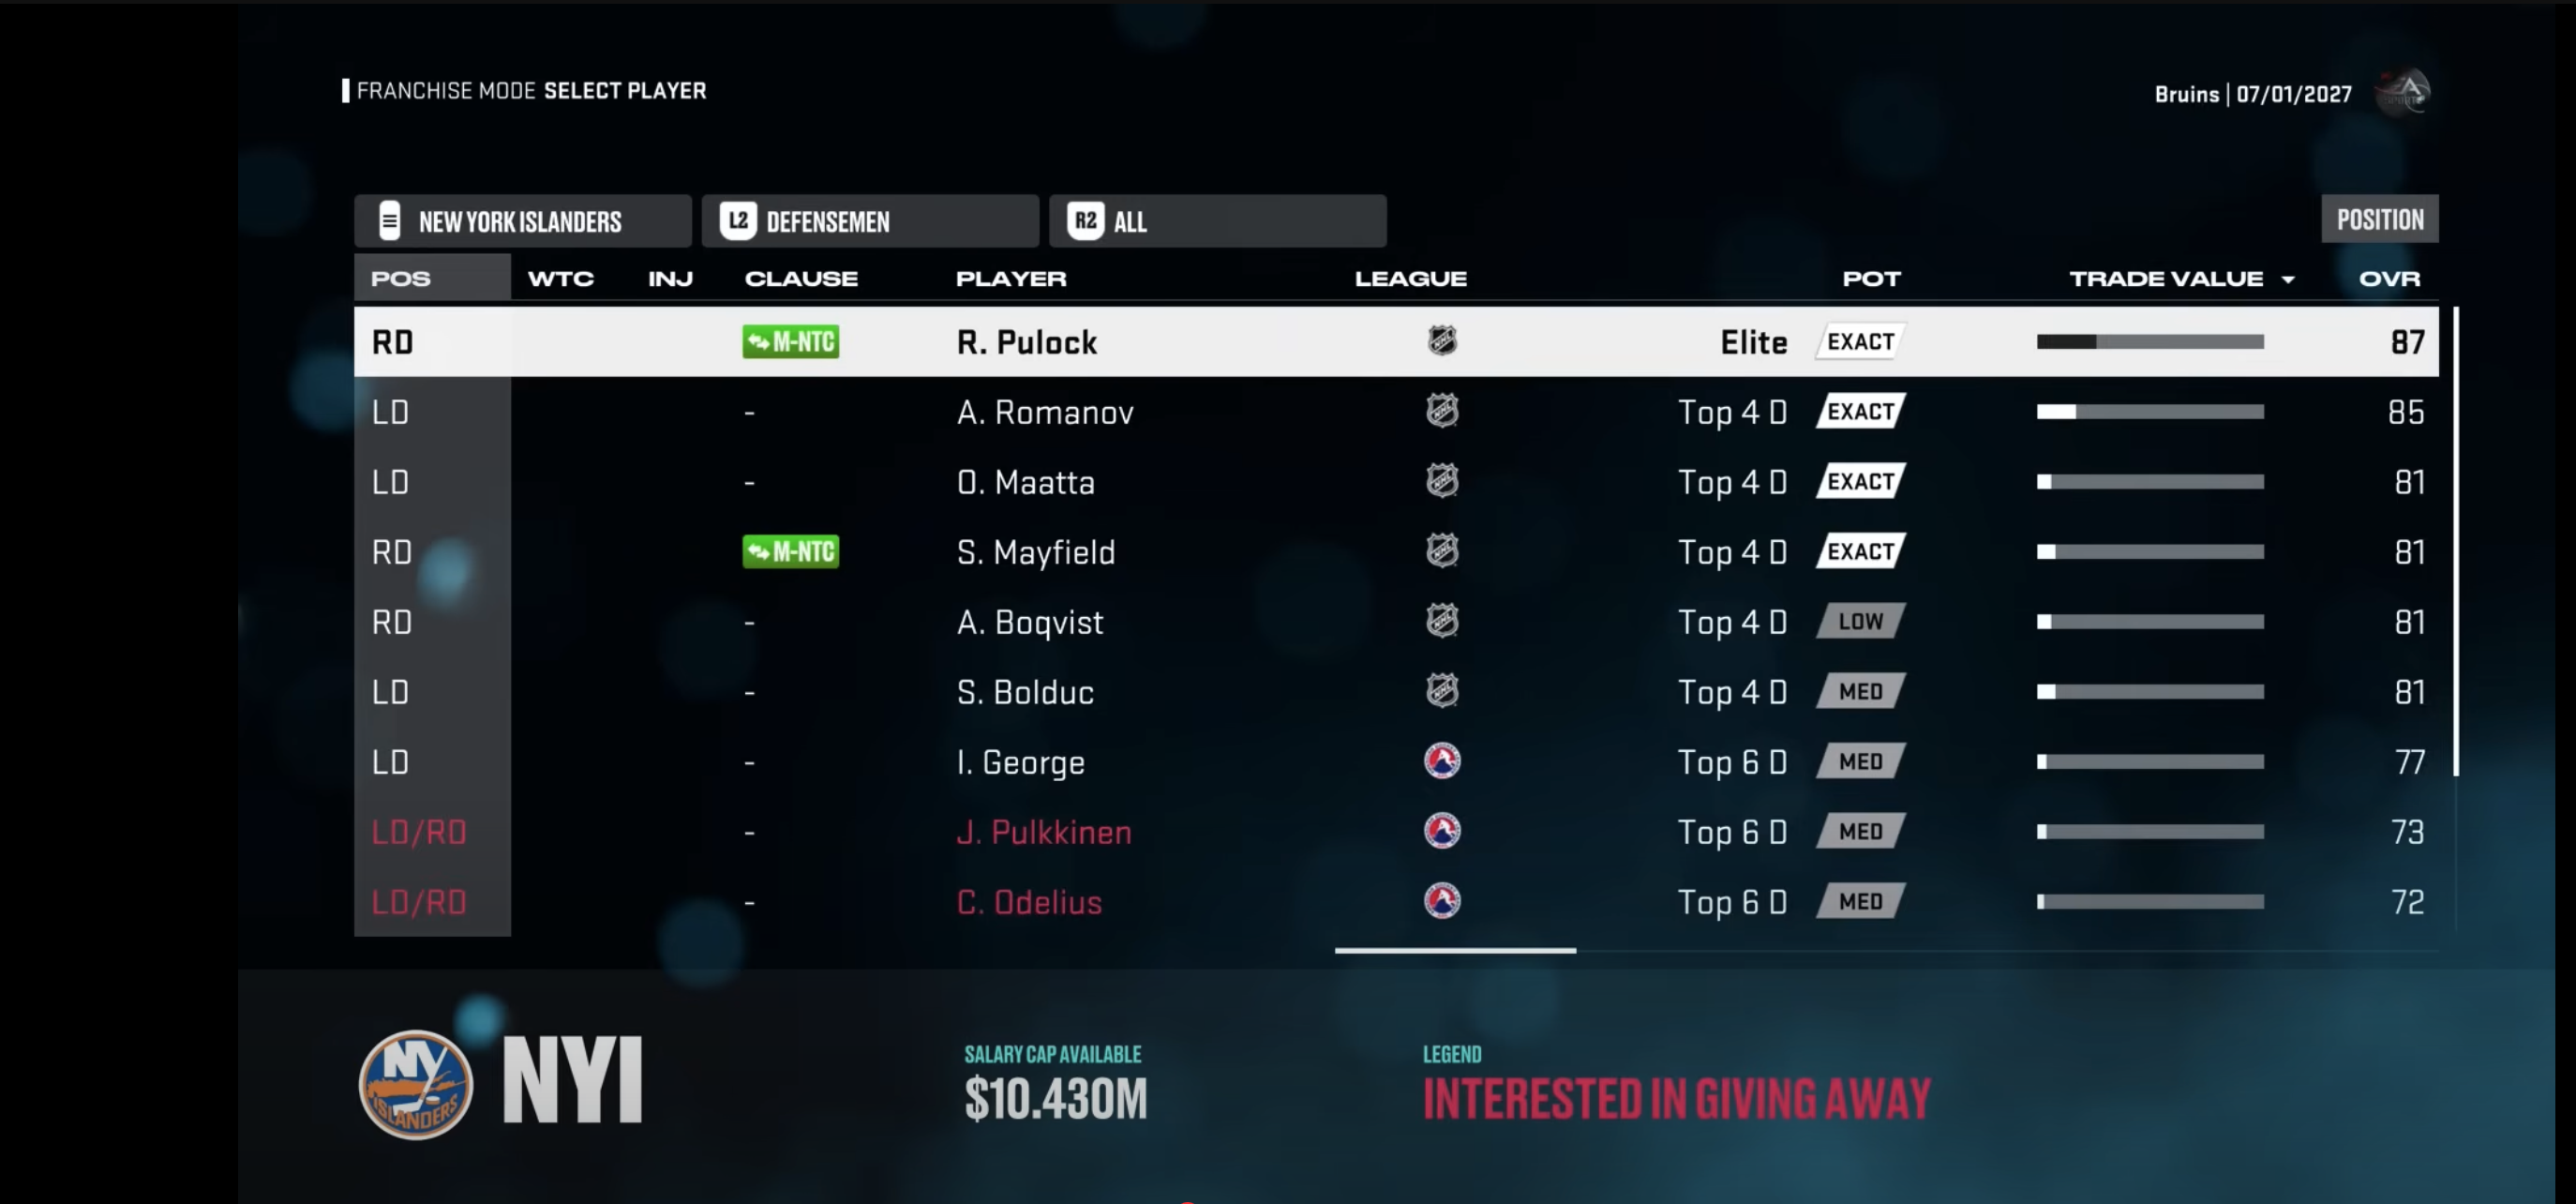 FRANCHISE MODE SELECT PLAYER
Bruins | 07/01/2027
NEW YORK ISLANDERS L2 DEFENSEMEN R2 ALL POSITION
POS WTC INJ CLAUSE PLAYER LEAGUE POT TRADE VALUE OVR
RD M-NTC R. Pulock Elite EXACT 87
LD - A. Romanov Top 4 D EXACT 85
LD - O. Maatta Top 4 D EXACT 81
RD M-NTC S. Mayfield Top 4 D EXACT 81
RD - A. Boqvist Top 4 D LOW 81
LD - S. Bolduc Top 4 D MED 81
LD - I. George Top 6 D MED 77
LD/RD - J. Pulkkinen Top 6 D MED 73
LD/RD - C. Odelius Top 6 D MED 72
NY ISLANDERS
NYI
SALARY CAP AVAILABLE
$10.430M
LEGEND
INTERESTED IN GIVING AWAY